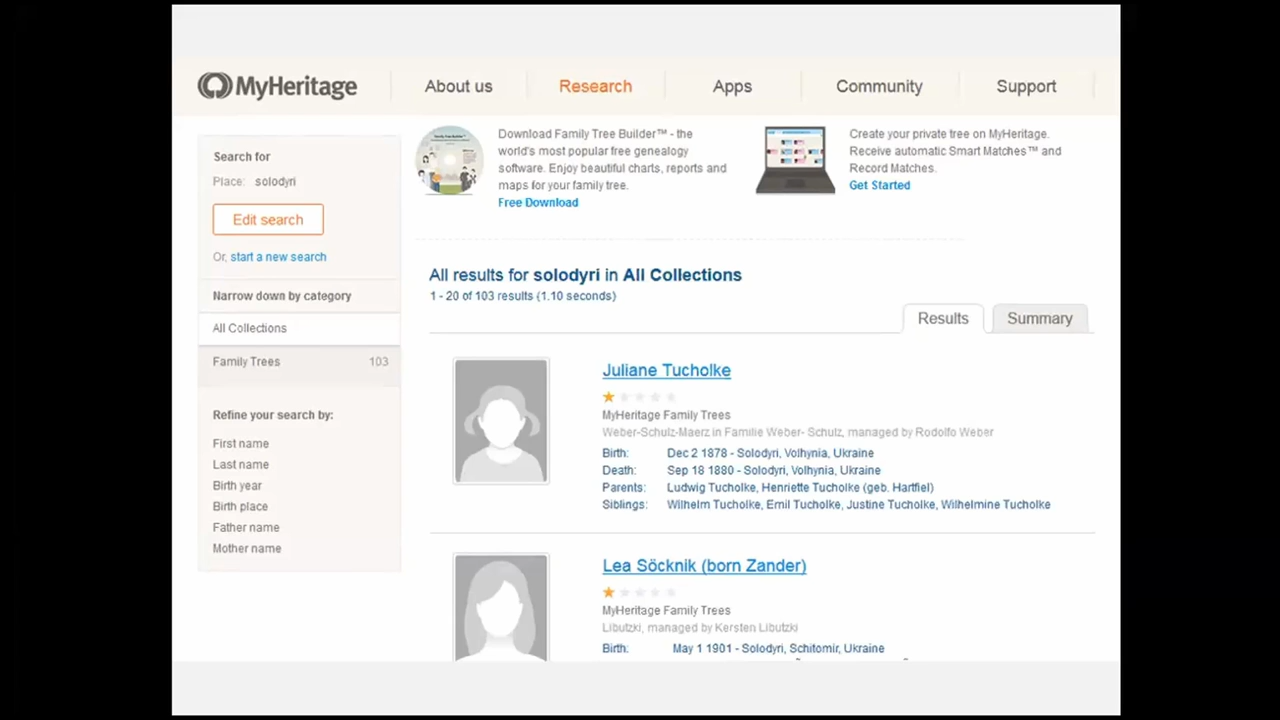 MyHeritage
About us
Research
Apps
Community
Support
Search for
Place: solodyri
Edit search
Or, start a new search
Narrow down by category
All Collections
Family Trees 103
Refine your search by:
First name
Last name
Birth year
Birth place
Father name
Mother name
Download Family Tree Builder™ - the
world's most popular free genealogy
software. Enjoy beautiful charts, reports and
maps for your family tree.
Free Download
Create your private tree on MyHeritage.
Receive automatic Smart Matches™ and
Record Matches.
Get Started
All results for solodyri in All Collections
1 - 20 of 103 results (1.10 seconds)
Results
Summary
Juliane Tucholke
MyHeritage Family Trees
Weber-Schulz-Maerz in Familie Weber- Schulz, managed by Rodolfo Weber
Birth: Dec 2 1878 - Solodyri, Volhynia, Ukraine
Death: Sep 18 1880 - Solodyri, Volhynia, Ukraine
Parents: Ludwig Tucholke, Henriette Tucholke (geb. Hartfiel)
Siblings: Wilhelm Tucholke, Emil Tucholke, Justine Tucholke, Wilhelmine Tucholke
Lea Söcknik (born Zander)
MyHeritage Family Trees
Libutzki, managed by Kersten Libutzki
Birth: May 1 1901 - Solodyri, Schitomir, Ukraine